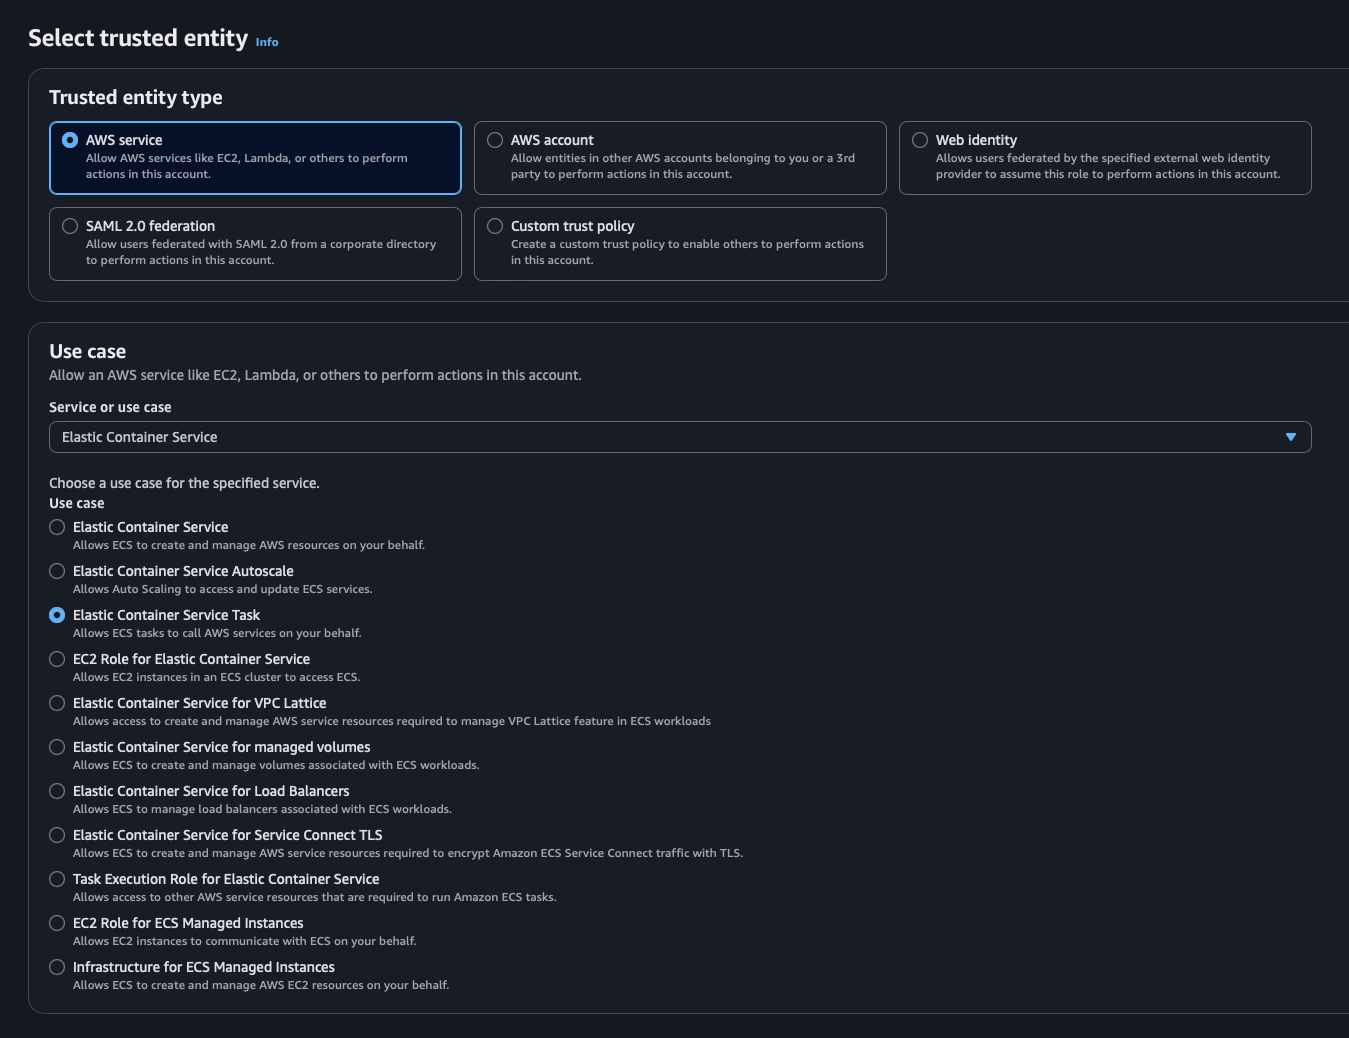 Select trusted entity Info
Trusted entity type
AWS service
Allow AWS services like EC2, Lambda, or others to perform
actions in this account.
AWS account
Allow entities in other AWS accounts belonging to you or a 3rd
party to perform actions in this account.
Web identity
Allows users federated by the specified external web identity
provider to assume this role to perform actions in this account.
SAML 2.0 federation
Allow users federated with SAML 2.0 from a corporate directory
to perform actions in this account.
Custom trust policy
Create a custom trust policy to enable others to perform actions
in this account.
Use case
Allow an AWS service like EC2, Lambda, or others to perform actions in this account.
Service or use case
Elastic Container Service
Choose a use case for the specified service.
Use case
Elastic Container Service
Allows ECS to create and manage AWS resources on your behalf.
Elastic Container Service Autoscale
Allows Auto Scaling to access and update ECS services.
Elastic Container Service Task
Allows ECS tasks to call AWS services on your behalf.
EC2 Role for Elastic Container Service
Allows EC2 instances in an ECS cluster to access ECS.
Elastic Container Service for VPC Lattice
Allows access to create and manage AWS service resources required to manage VPC Lattice feature in ECS workloads
Elastic Container Service for managed volumes
Allows ECS to create and manage volumes associated with ECS workloads.
Elastic Container Service for Load Balancers
Allows ECS to manage load balancers associated with ECS workloads.
Elastic Container Service for Service Connect TLS
Allows ECS to create and manage AWS service resources required to encrypt Amazon ECS Service Connect traffic with TLS.
Task Execution Role for Elastic Container Service
Allows access to other AWS service resources that are required to run Amazon ECS tasks.
EC2 Role for ECS Managed Instances
Allows EC2 instances to communicate with ECS on your behalf.
Infrastructure for ECS Managed Instances
Allows ECS to create and manage AWS EC2 resources on your behalf.